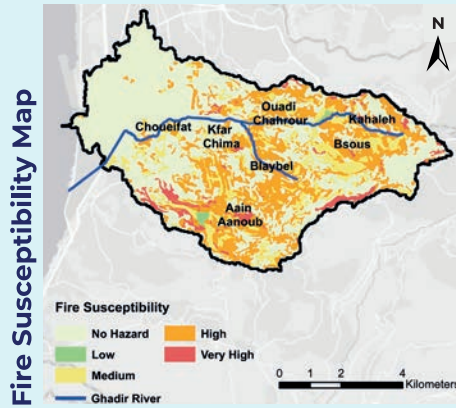 Fire Susceptibility Map
N
Ouadi
Chahrour
Kahaleh
Choueifat
Kfar
Chima
Bsous
Blaybel
Aain
Aanoub
Fire Susceptibility
No Hazard
High
Low
Very High
Medium
Ghadir River
0 1 2 4
Kilometers